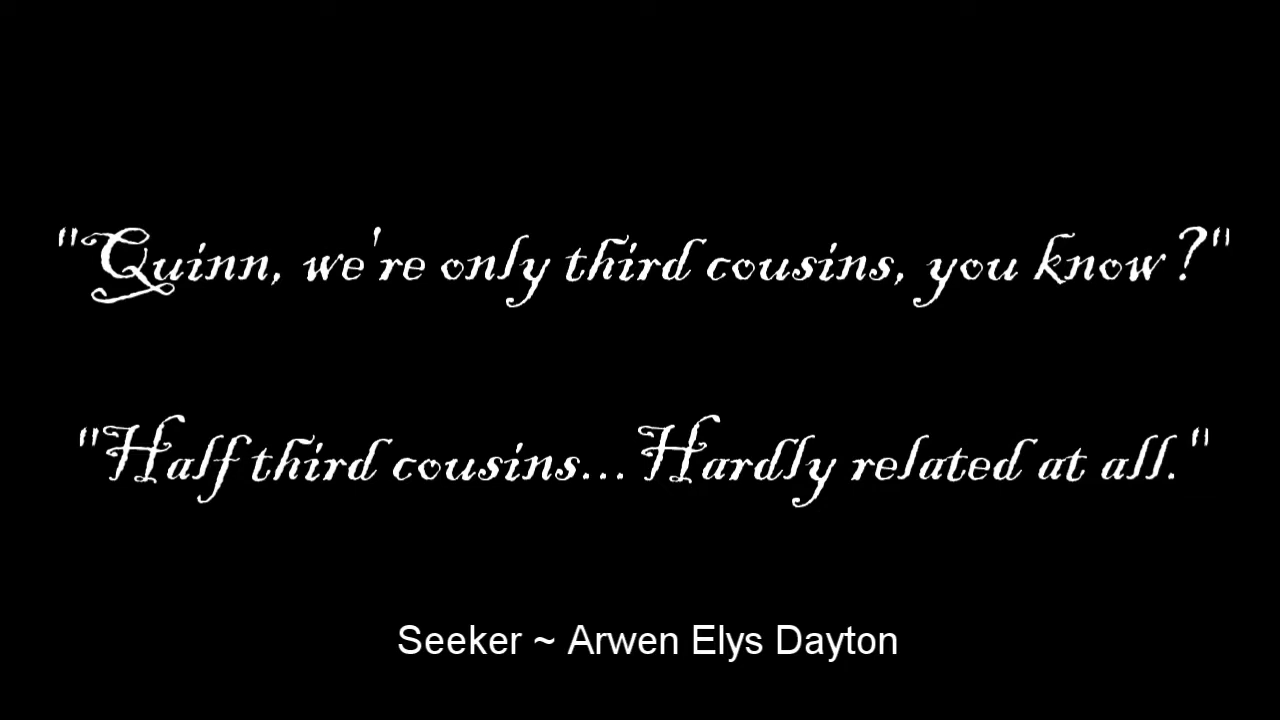 "Quinn, we're only third cousins, you know?"
"Half third cousins... Hardly related at all."
Seeker ~ Arwen Elys Dayton